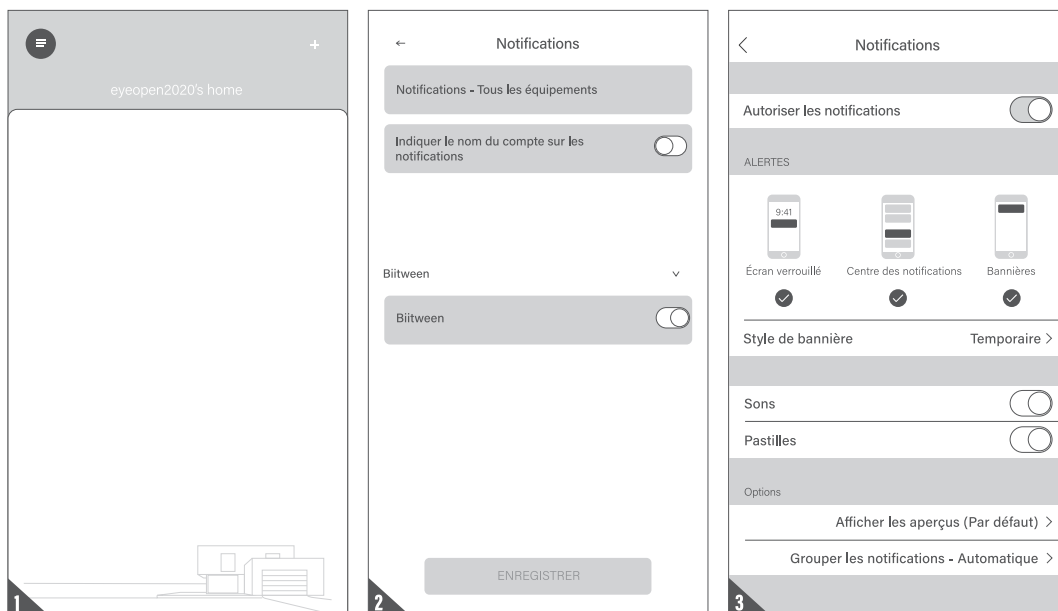 +
eyeopen2020's home
1
← Notifications
Notifications - Tous les équipements
Indiquer le nom du compte sur les
notifications
Biitween
Biitween
ENREGISTRER
2
< Notifications
Autoriser les notifications
ALERTES
9:41
Écran verrouillé Centre des notifications Bannières
Style de bannière Temporaire >
Sons
Pastilles
Options
Afficher les aperçus (Par défaut) >
Grouper les notifications - Automatique >
3